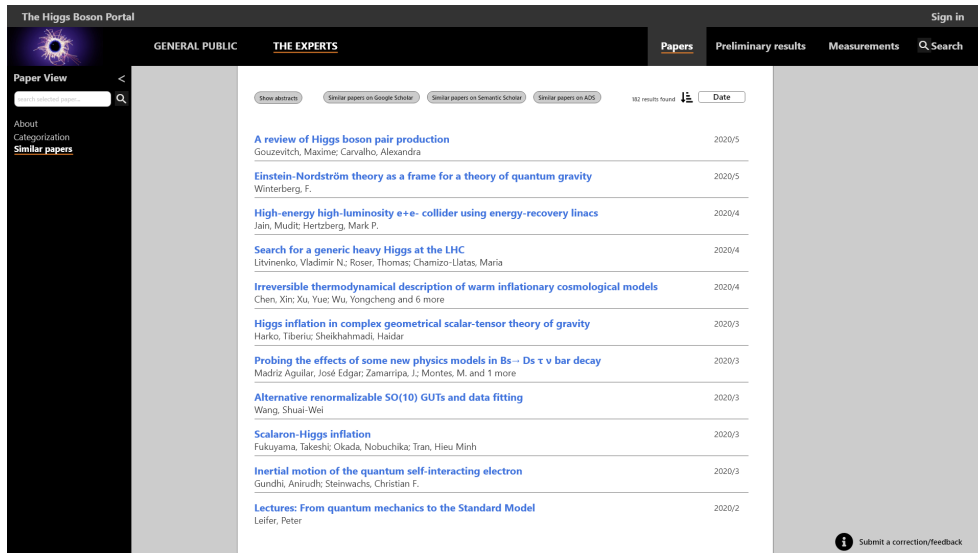 The Higgs Boson Portal
Sign in
GENERAL PUBLIC
THE EXPERTS
Papers
Preliminary results
Measurements
Search
Paper View <
search selected paper...
About
Categorization
Similar papers
Show abstracts
Similar papers on Google Scholar
Similar papers on Semantic Scholar
Similar papers on ADS
182 results found
Date
A review of Higgs boson pair production
2020/5
Gouzevitch, Maxime; Carvalho, Alexandra
Einstein-Nordström theory as a frame for a theory of quantum gravity
2020/5
Winterberg, F.
High-energy high-luminosity e+e- collider using energy-recovery linacs
2020/4
Jain, Mudit; Hertzberg, Mark P.
Search for a generic heavy Higgs at the LHC
2020/4
Litvinenko, Vladimir N.; Roser, Thomas; Chamizo-Llatas, Maria
Irreversible thermodynamical description of warm inflationary cosmological models
2020/4
Chen, Xin; Xu, Yue; Wu, Yongcheng and 6 more
Higgs inflation in complex geometrical scalar-tensor theory of gravity
2020/3
Harko, Tiberiu; Sheikhahmadi, Haidar
Probing the effects of some new physics models in Bs→ Ds τ ν bar decay
2020/3
Madriz Aguilar, José Edgar; Zamarripa, J.; Montes, M. and 1 more
Alternative renormalizable SO(10) GUTs and data fitting
2020/3
Wang, Shuai-Wei
Scalaron-Higgs inflation
2020/3
Fukuyama, Takeshi; Okada, Nobuchika; Tran, Hieu Minh
Inertial motion of the quantum self-interacting electron
2020/3
Gundhi, Anirudh; Steinwachs, Christian F.
Lectures: From quantum mechanics to the Standard Model
2020/2
Leifer, Peter
Submit a correction/feedback